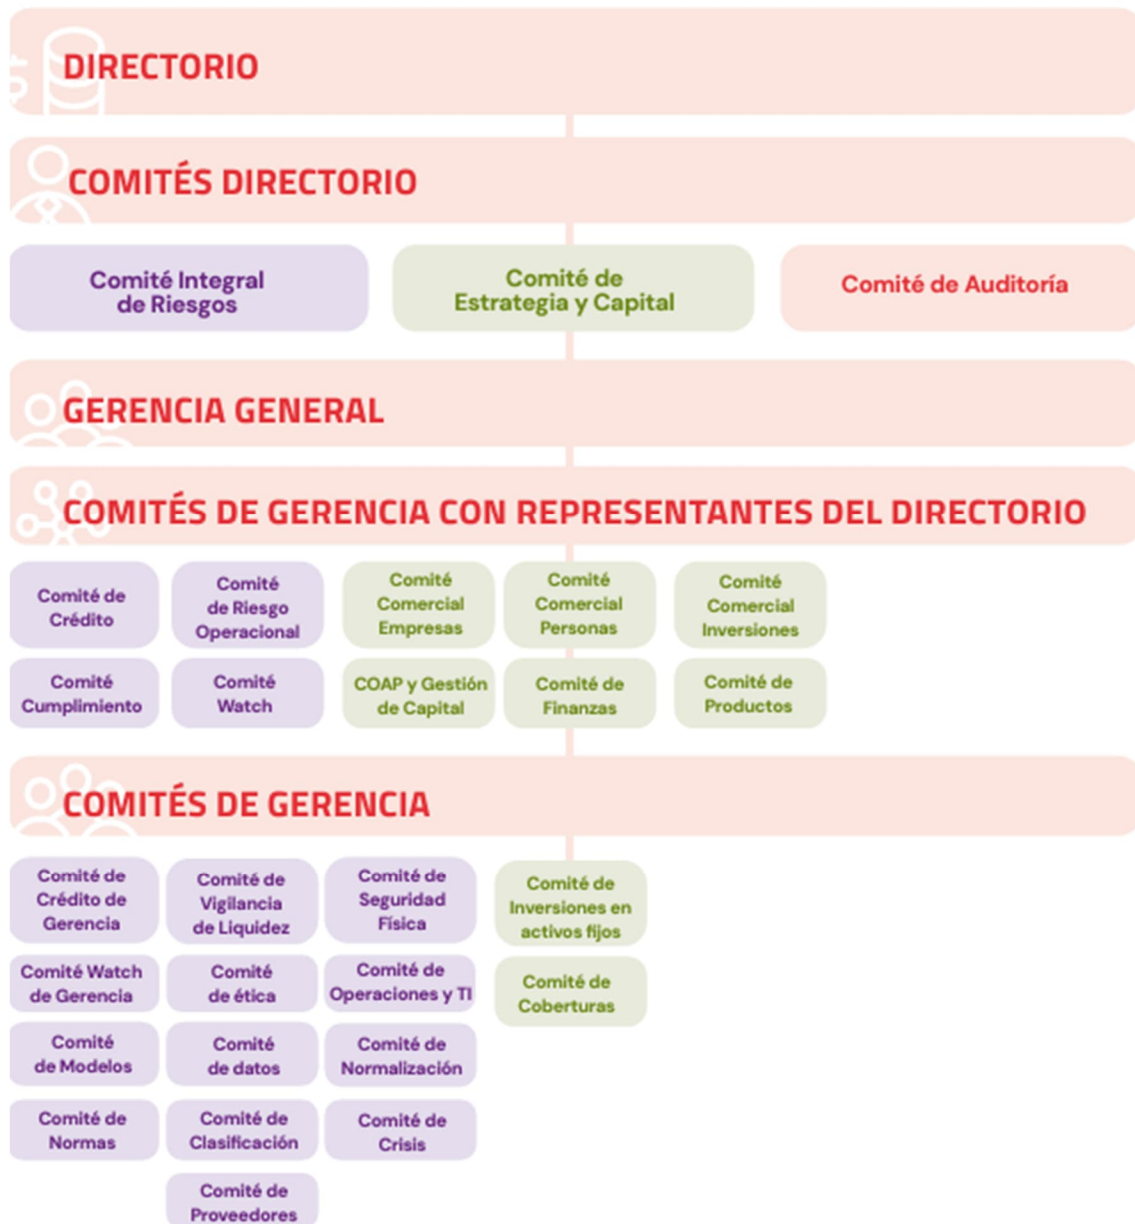 DIRECTORIO
COMITÉS DIRECTORIO
Comité Integral
de Riesgos
Comité de
Estrategia y Capital
Comité de Auditoría
GERENCIA GENERAL
COMITÉS DE GERENCIA CON REPRESENTANTES DEL DIRECTORIO
Comité de
Crédito
Comité
de Riesgo
Operacional
Comité
Comercial
Empresas
Comité
Comercial
Personas
Comité
Comercial
Inversiones
Comité
Cumplimiento
Comité
Watch
COAP y Gestión
de Capital
Comité de
Finanzas
Comité de
Productos
COMITÉS DE GERENCIA
Comité de
Crédito de
Gerencia
Comité de
Vigilancia
de Liquidez
Comité de
Seguridad
Física
Comité de
Inversiones en
activos fijos
Comité Watch
de Gerencia
Comité
de ética
Comité de
Operaciones y TI
Comité de
Coberturas
Comité
de Modelos
Comité
de datos
Comité de
Normalización
Comité de
Normas
Comité de
Clasificación
Comité de
Crisis
Comité de
Proveedores